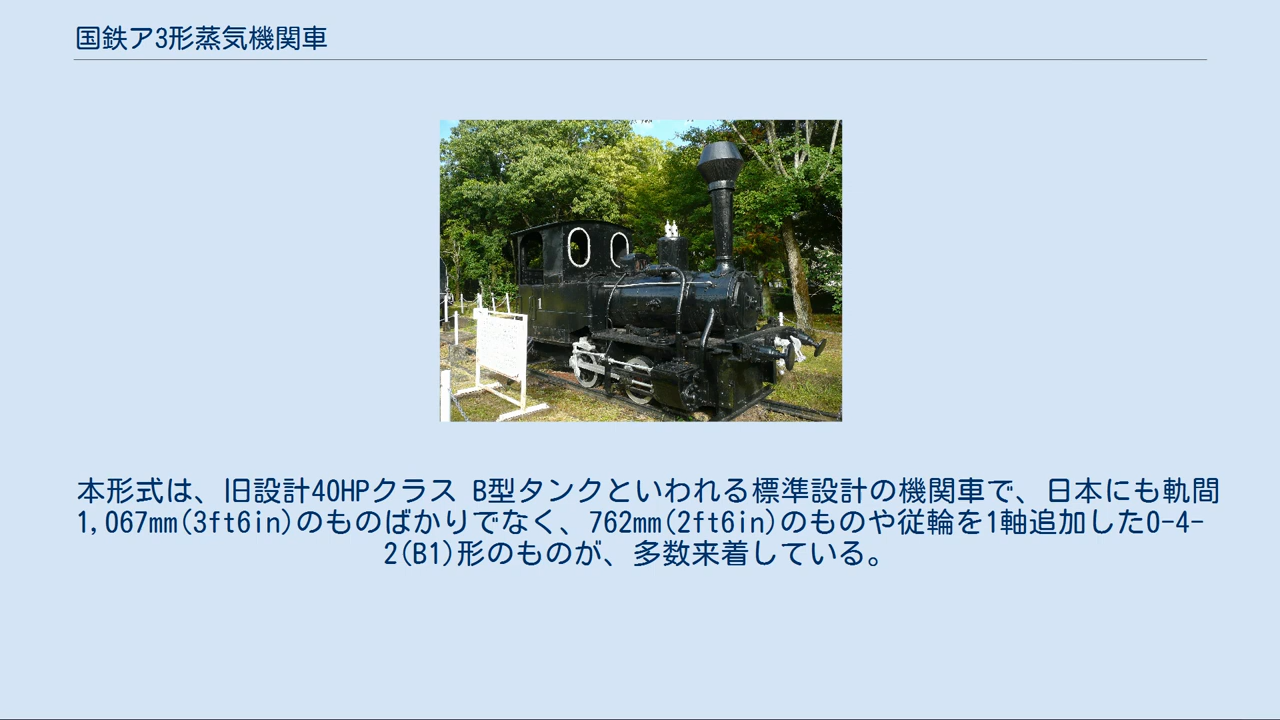 国鉄ア3形蒸気機関車
本形式は、旧設計40HPクラス B型タンクといわれる標準設計の機関車で、日本にも軌間
1,067mm(3ft6in)のものばかりでなく、762mm(2ft6in)のものや従輪を1軸追加した0-4-
2(B1)形のものが、多数来着している。